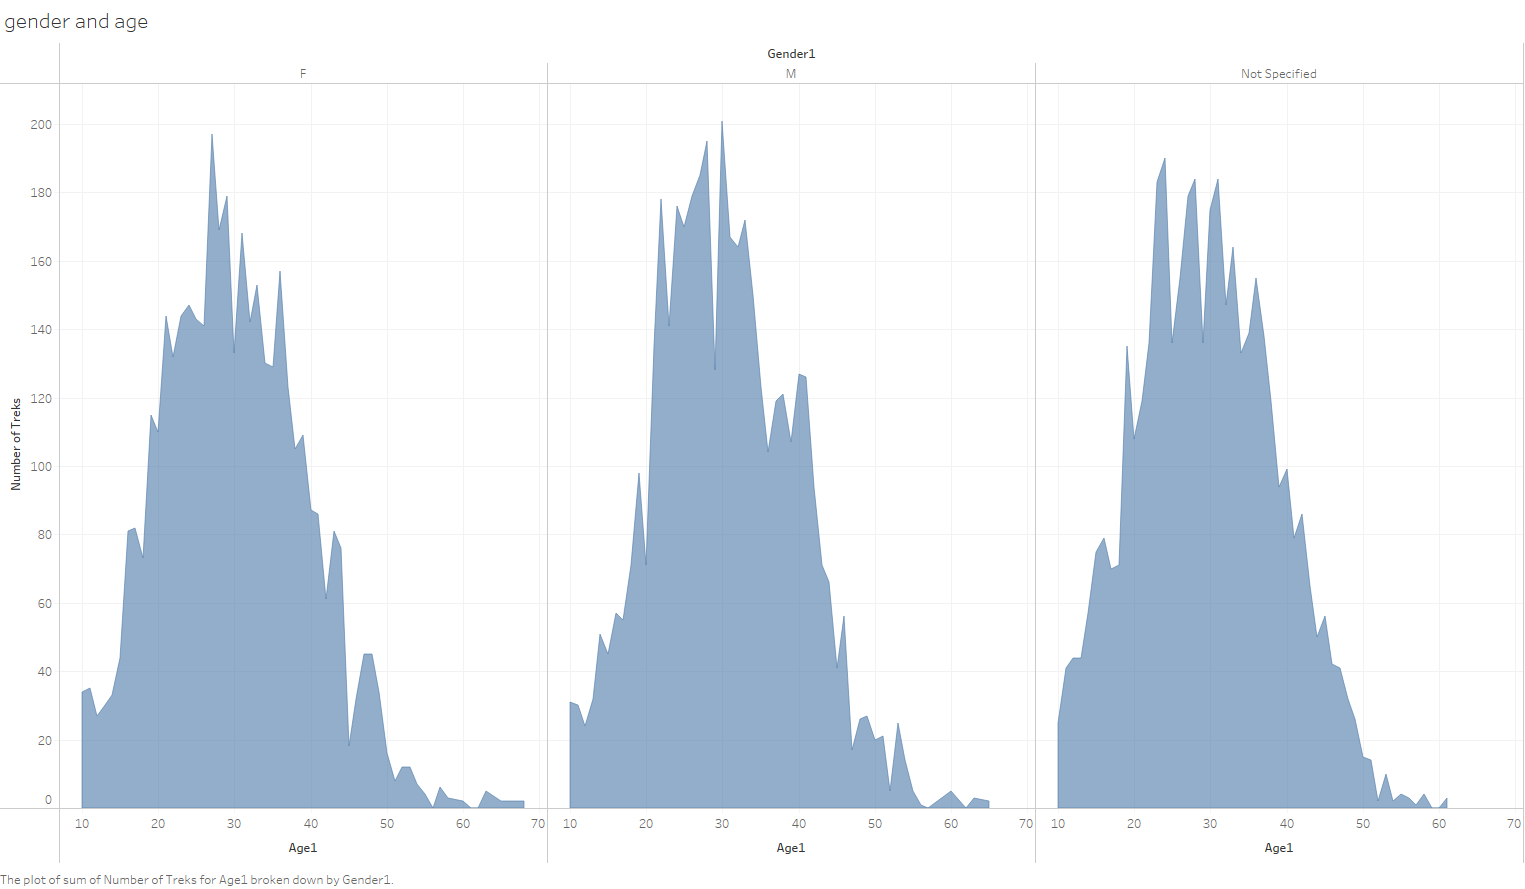 gender and age
Gender1
F M Not Specified
200
180
160
140
120
100
80
60
40
20
0
Number of Treks
10 20 30 40 50 60 70 10 20 30 40 50 60 70 10 20 30 40 50 60 70
Age1 Age1 Age1
The plot of sum of Number of Treks for Age1 broken down by Gender1.